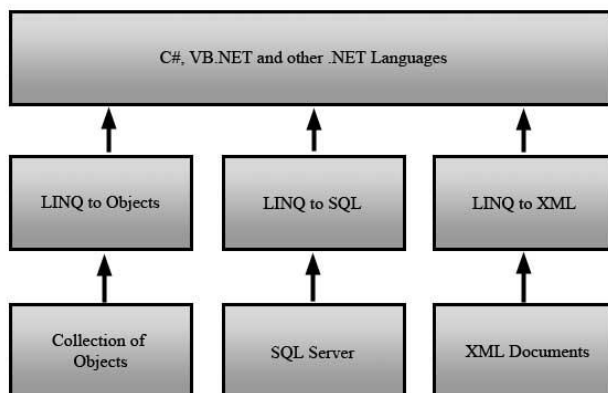 C#, VB.NET and other .NET Languages
LINQ to Objects
LINQ to SQL
LINQ to XML
Collection of
Objects
SQL Server
XML Documents